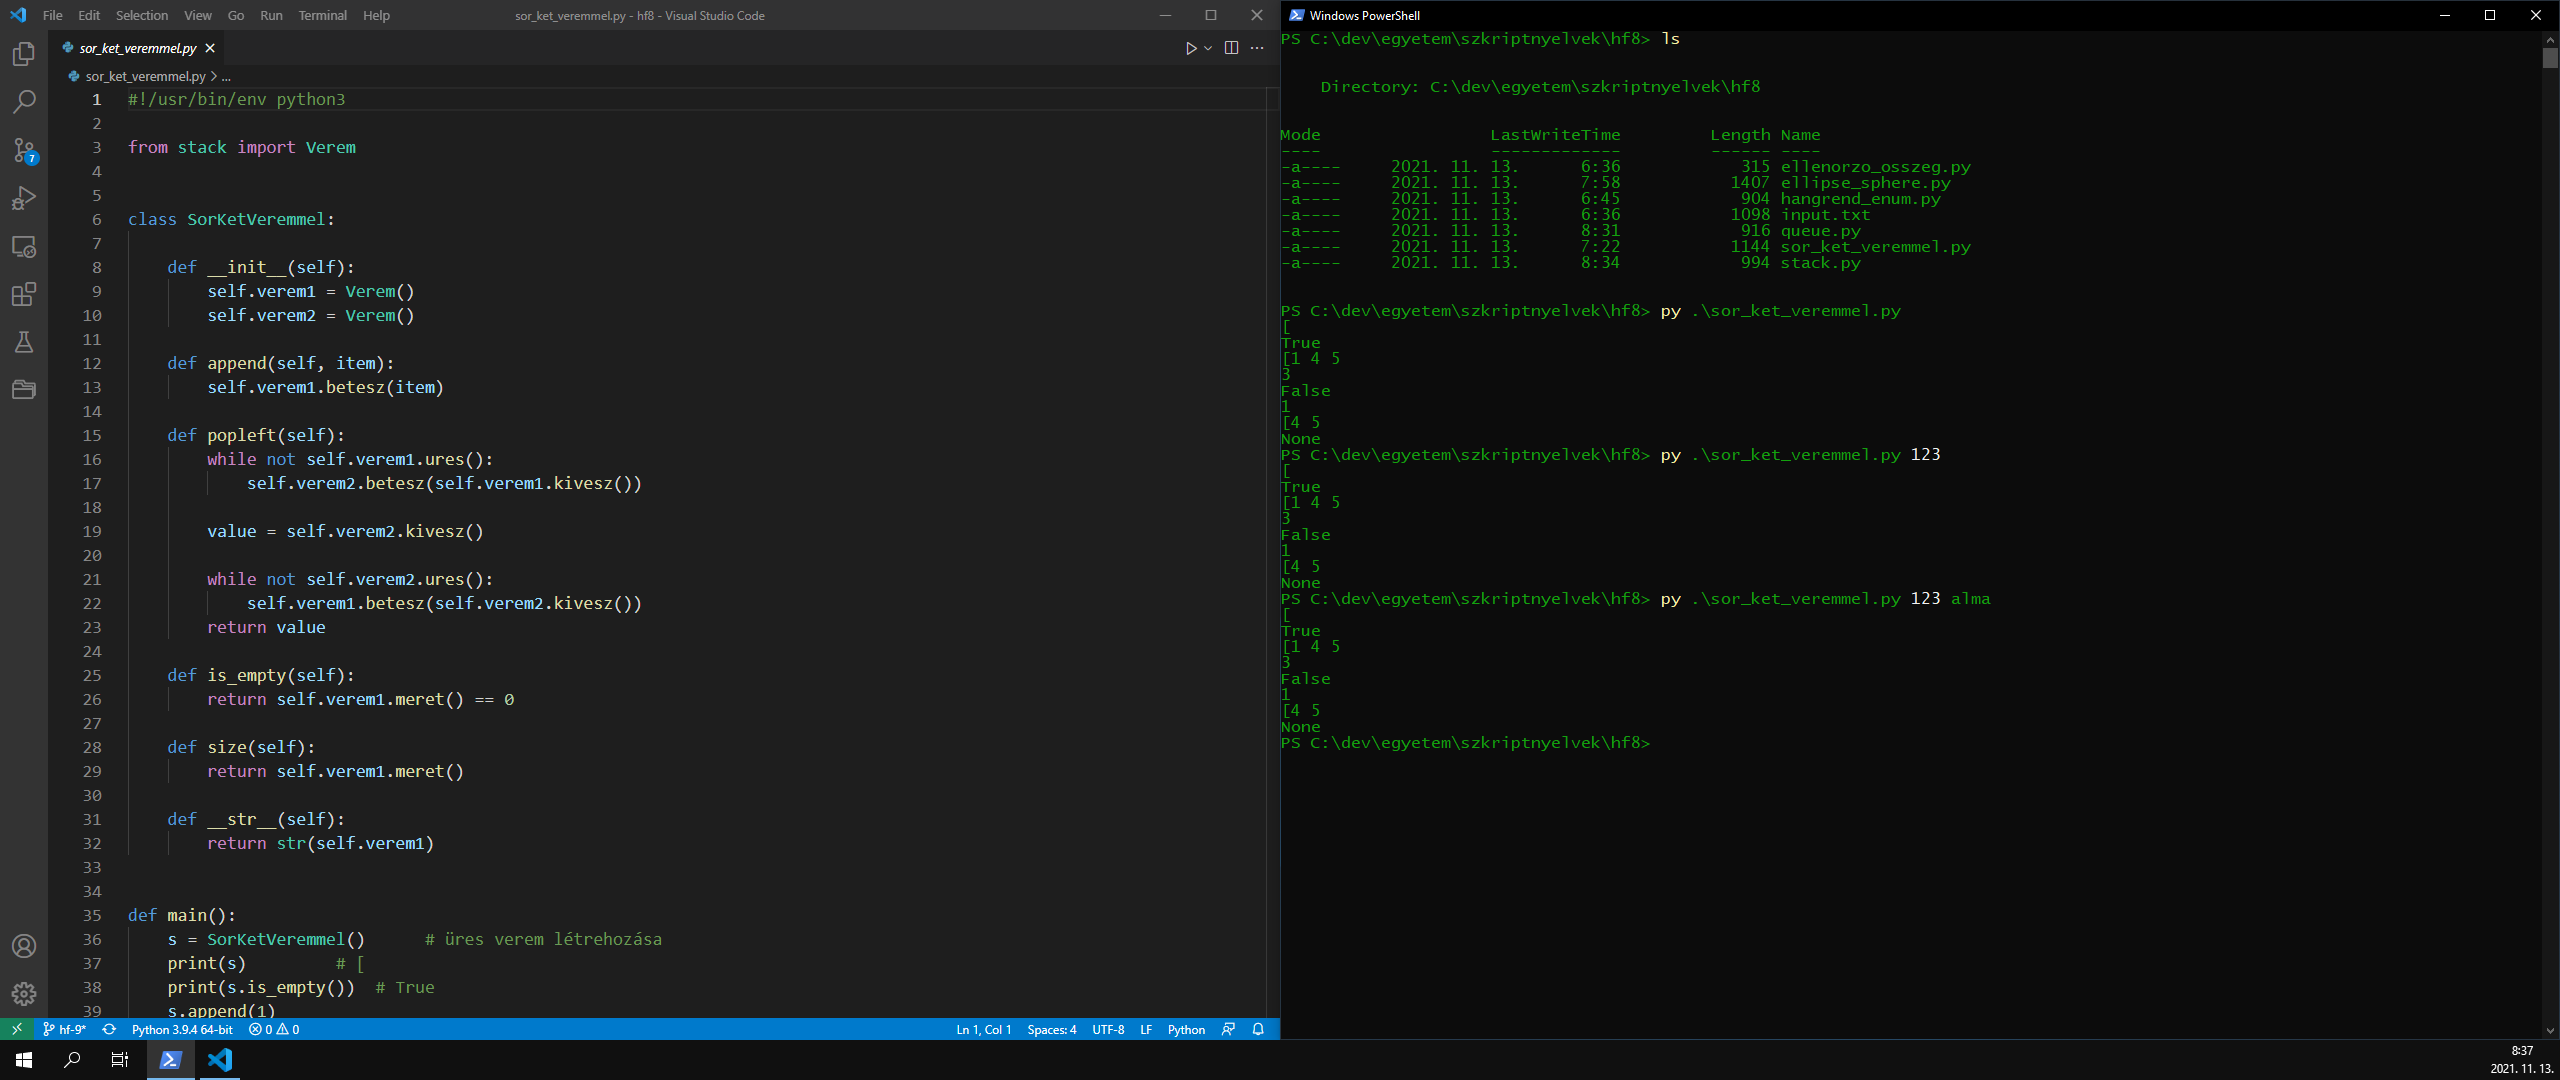 File Edit Selection View Go Run Terminal Help
sor_ket_veremmel.py - hf8 - Visual Studio Code
sor_ket_veremmel.py
sor_ket_veremmel.py > ...
7
1 #!/usr/bin/env python3
2
3 from stack import Verem
4
5
6 class SorKetVeremmel:
7
8 def __init__(self):
9 self.verem1 = Verem()
10 self.verem2 = Verem()
11
12 def append(self, item):
13 self.verem1.betesz(item)
14
15 def popleft(self):
16 while not self.verem1.ures():
17 self.verem2.betesz(self.verem1.kivesz())
18
19 value = self.verem2.kivesz()
20
21 while not self.verem2.ures():
22 self.verem1.betesz(self.verem2.kivesz())
23 return value
24
25 def is_empty(self):
26 return self.verem1.meret() == 0
27
28 def size(self):
29 return self.verem1.meret()
30
31 def __str__(self):
32 return str(self.verem1)
33
34
35 def main():
36 s = SorKetVeremmel() # üres verem létrehozása
37 print(s) # [
38 print(s.is_empty()) # True
39 s.append(1)
hf-9* Python 3.9.4 64-bit 0 0 Ln 1, Col 1 Spaces: 4 UTF-8 LF Python
Windows PowerShell
PS C:\dev\egyetem\szkriptnyelvek\hf8> ls
Directory: C:\dev\egyetem\szkriptnyelvek\hf8
Mode LastWriteTime Length Name
---- ------------- ------ ----
-a---- 2021. 11. 13. 6:36 315 ellenorzo_osszeg.py
-a---- 2021. 11. 13. 7:58 1407 ellipse_sphere.py
-a---- 2021. 11. 13. 6:45 904 hangrend_enum.py
-a---- 2021. 11. 13. 6:36 1098 input.txt
-a---- 2021. 11. 13. 8:31 916 queue.py
-a---- 2021. 11. 13. 7:22 1144 sor_ket_veremmel.py
-a---- 2021. 11. 13. 8:34 994 stack.py
PS C:\dev\egyetem\szkriptnyelvek\hf8> py .\sor_ket_veremmel.py
[
True
[1 4 5
3
False
1
[4 5
None
PS C:\dev\egyetem\szkriptnyelvek\hf8> py .\sor_ket_veremmel.py 123
[
True
[1 4 5
3
False
1
[4 5
None
PS C:\dev\egyetem\szkriptnyelvek\hf8> py .\sor_ket_veremmel.py 123 alma
[
True
[1 4 5
3
False
1
[4 5
None
PS C:\dev\egyetem\szkriptnyelvek\hf8>
8:37
2021. 11. 13.